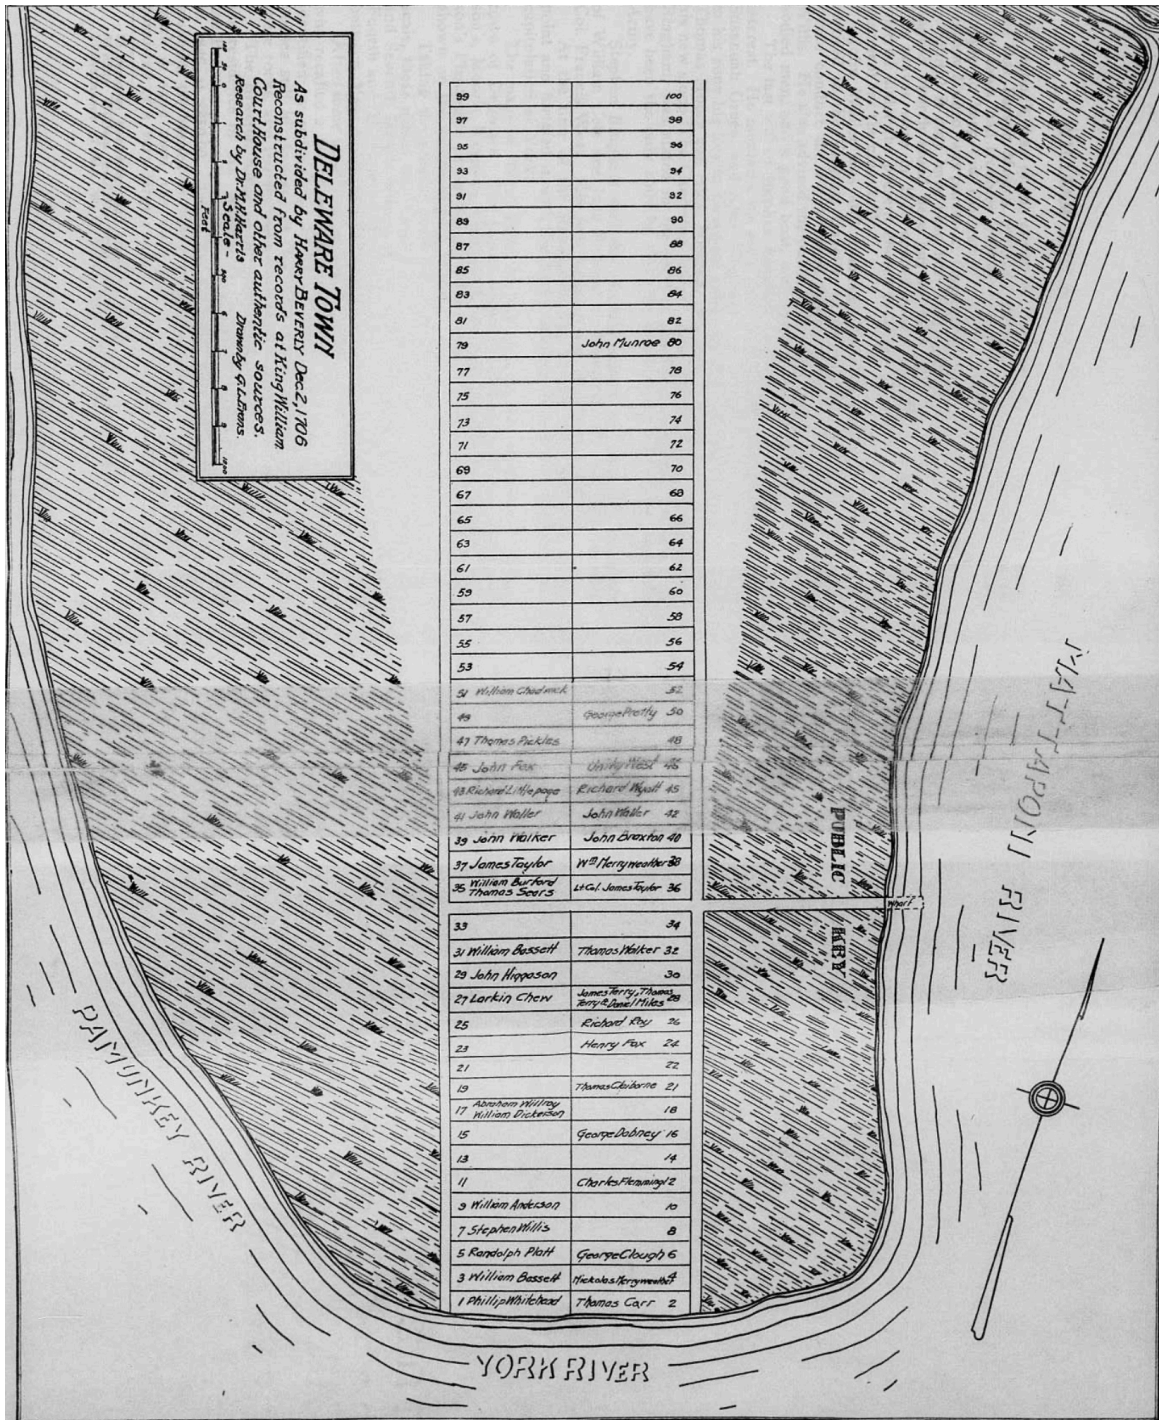 DELEWARE TOWN
As subdivided by HARRY BEVERLY Dec. 2, 1706
Reconstructed from records at King William
Court House and other authentic sources.
Research by Dr. M.H. Harris
- Scale -
Feet
99 100
97 98
95 96
93 94
91 92
89 90
87 88
85 86
83 84
81 82
79 John Munroe 80
77 78
75 76
73 74
71 72
69 70
67 68
65 66
63 64
61 62
59 60
57 58
55 56
53 54
51 William Chadwick 52
49 George Pretty 50
47 Thomas Pickles 48
45 John Fox Unity West 46
43 Richard Littlepage Richard Wyatt 45
41 John Waller John Waller 42
39 John Walker John Braxton 40
37 James Taylor Wm Merryweather 38
35 William Burford
Thomas Sears Lt Col. James Taylor 36
33 34
31 William Bassett Thomas Walker 32
29 John Higgason 30
27 Larkin Chew James Terry, Thomas
Terry & Daniel Miles 28
25 Richard Roy 26
23 Henry Fox 24
21 22
19 Thomas Claiborne 21
17 Abraham Willroy
William Dickerson 18
15 George Dabney 16
13 14
11 Charles Flemming 12
9 William Anderson 10
7 Stephen Willis 8
5 Randolph Platt George Clough 6
3 William Bassett Nickolas Merryweather 4
1 Phillip Whitehead Thomas Carr 2
PUBLIC KEY
Wharf
MATTAPONI RIVER
PAMUNKEY RIVER
YORK RIVER